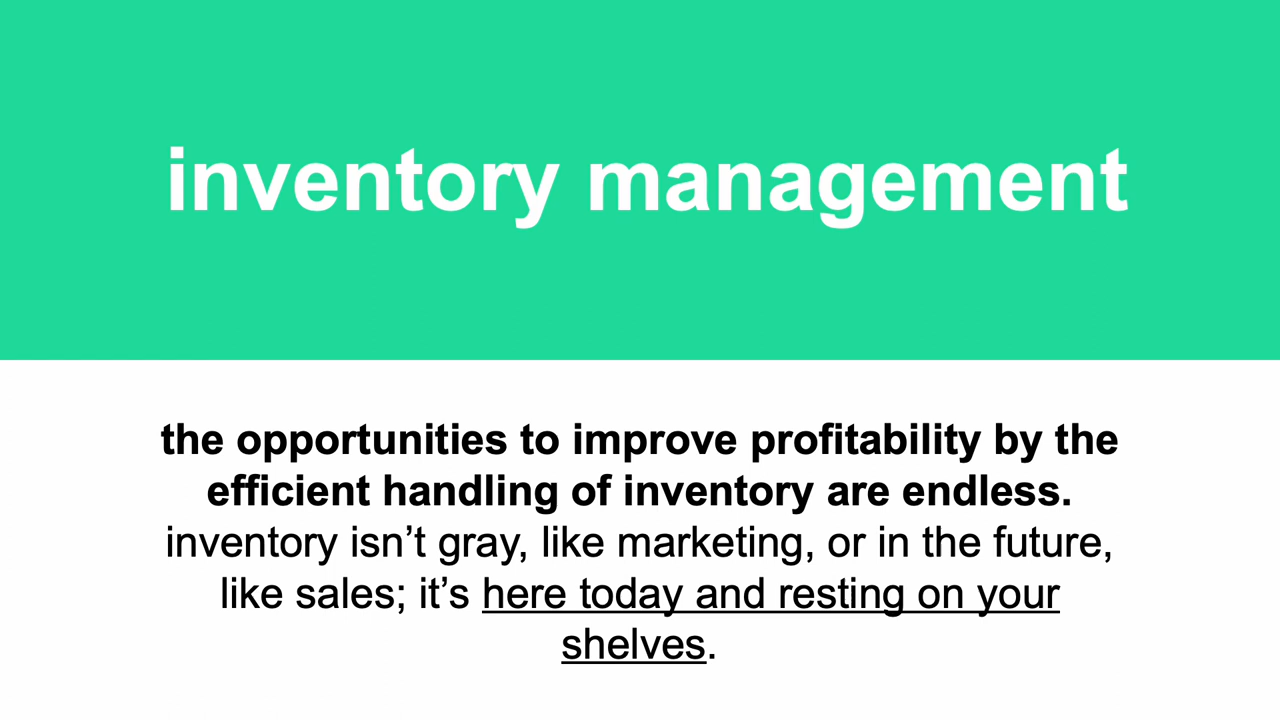 inventory management
the opportunities to improve profitability by the
efficient handling of inventory are endless.
inventory isn’t gray, like marketing, or in the future,
like sales; it’s here today and resting on your
shelves.